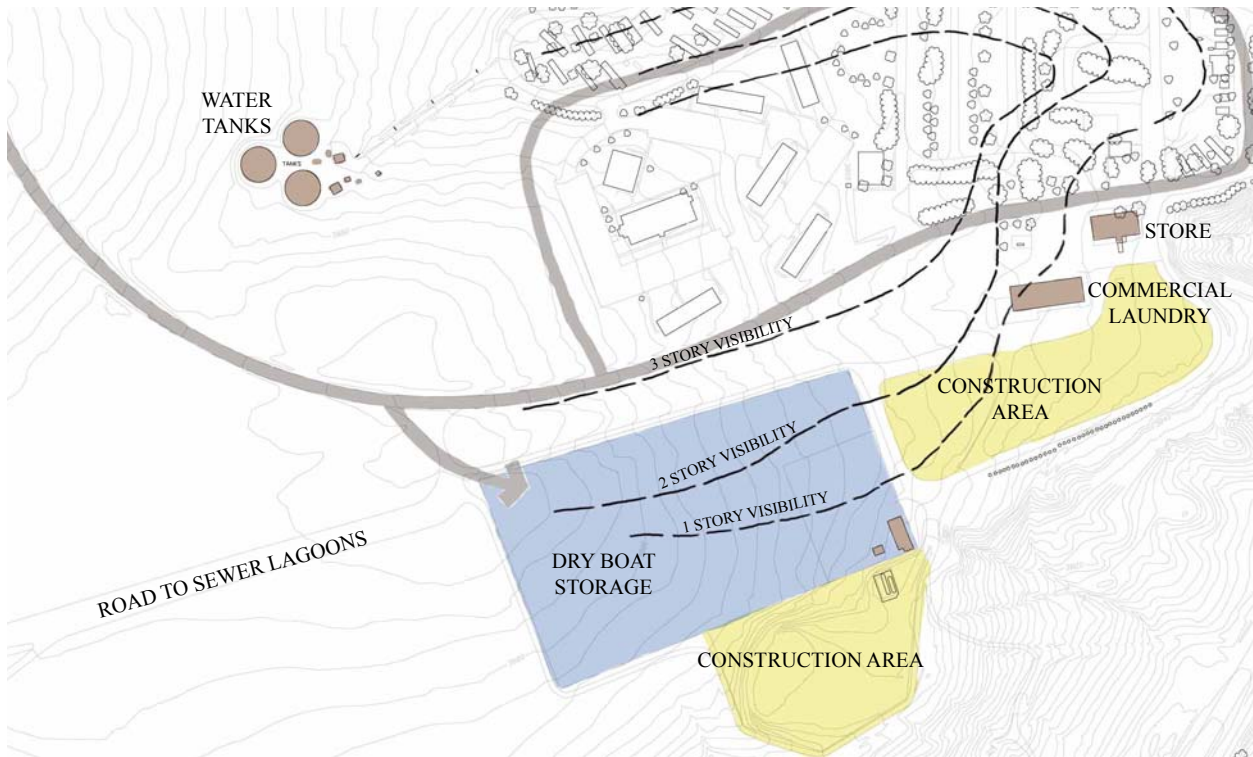 WATER
TANKS
TANKS
STORE
COMMERCIAL
LAUNDRY
3 STORY VISIBILITY
CONSTRUCTION
AREA
2 STORY VISIBILITY
1 STORY VISIBILITY
DRY BOAT
STORAGE
ROAD TO SEWER LAGOONS
CONSTRUCTION AREA